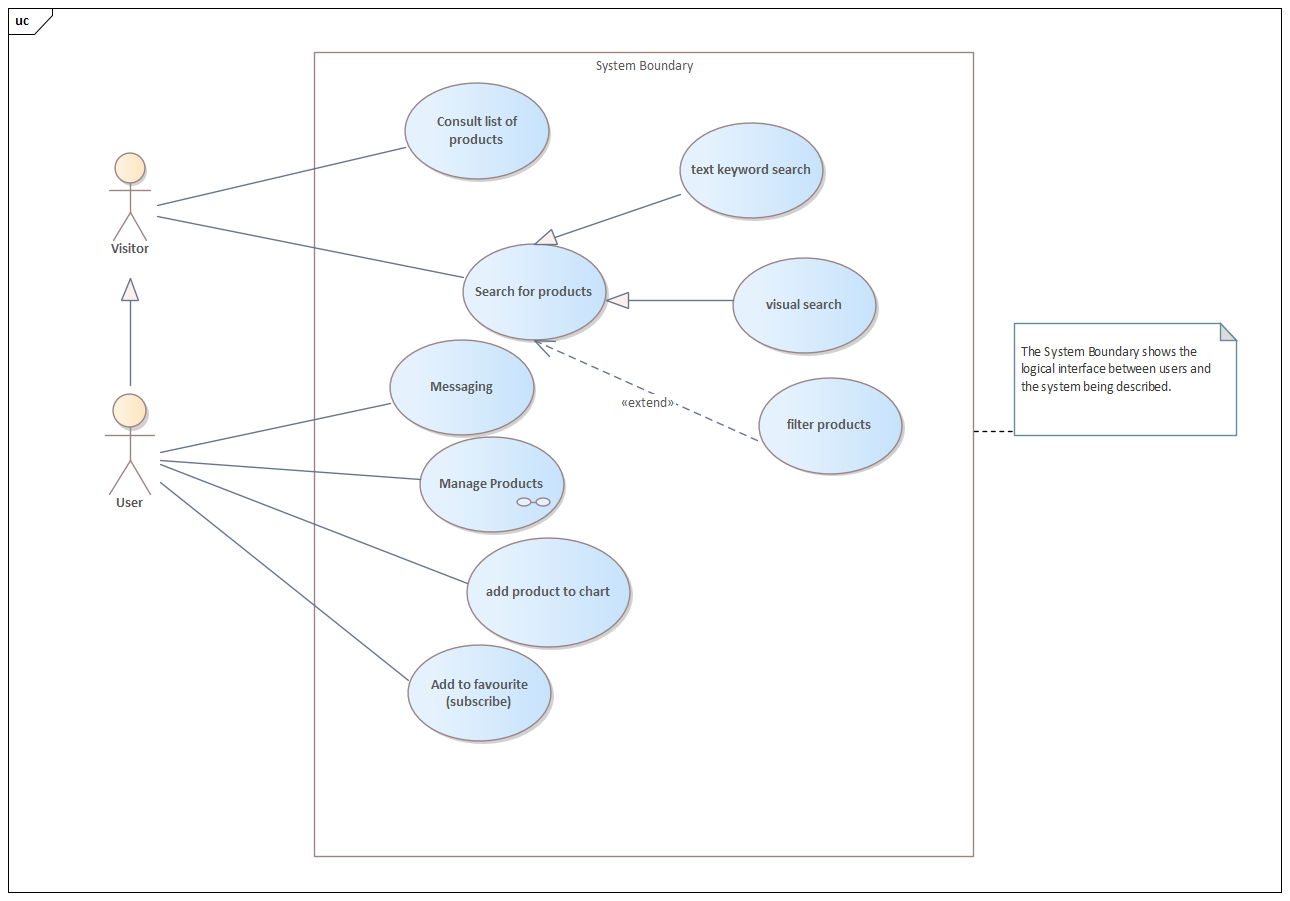 uc
System Boundary
Consult list of
products
text keyword search
Visitor
Search for products
visual search
The System Boundary shows the
logical interface between users and
the system being described.
Messaging
«extend»
filter products
User
Manage Products
add product to chart
Add to favourite
(subscribe)